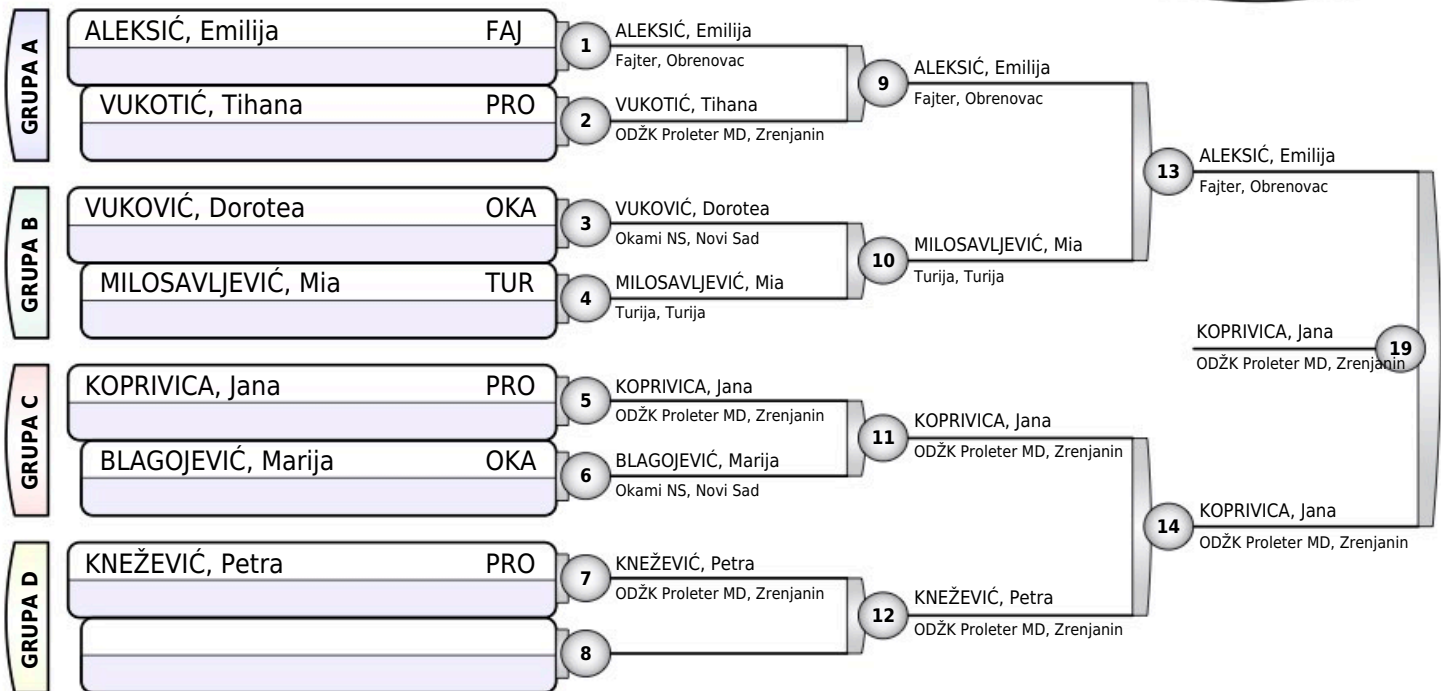 GRUPA A
ALEKSIĆ, Emilija FAJ
VUKOTIĆ, Tihana PRO
GRUPA B
VUKOVIĆ, Dorotea OKA
MILOSAVLJEVIĆ, Mia TUR
GRUPA C
KOPRIVICA, Jana PRO
BLAGOJEVIĆ, Marija OKA
GRUPA D
KNEŽEVIĆ, Petra PRO
1
ALEKSIĆ, Emilija
Fajter, Obrenovac
2
VUKOTIĆ, Tihana
ODŽK Proleter MD, Zrenjanin
3
VUKOVIĆ, Dorotea
Okami NS, Novi Sad
4
MILOSAVLJEVIĆ, Mia
Turija, Turija
5
KOPRIVICA, Jana
ODŽK Proleter MD, Zrenjanin
6
BLAGOJEVIĆ, Marija
Okami NS, Novi Sad
7
KNEŽEVIĆ, Petra
ODŽK Proleter MD, Zrenjanin
8
9
ALEKSIĆ, Emilija
Fajter, Obrenovac
10
MILOSAVLJEVIĆ, Mia
Turija, Turija
11
KOPRIVICA, Jana
ODŽK Proleter MD, Zrenjanin
12
KNEŽEVIĆ, Petra
ODŽK Proleter MD, Zrenjanin
13
ALEKSIĆ, Emilija
Fajter, Obrenovac
14
KOPRIVICA, Jana
ODŽK Proleter MD, Zrenjanin
KOPRIVICA, Jana
19
ODŽK Proleter MD, Zrenjanin